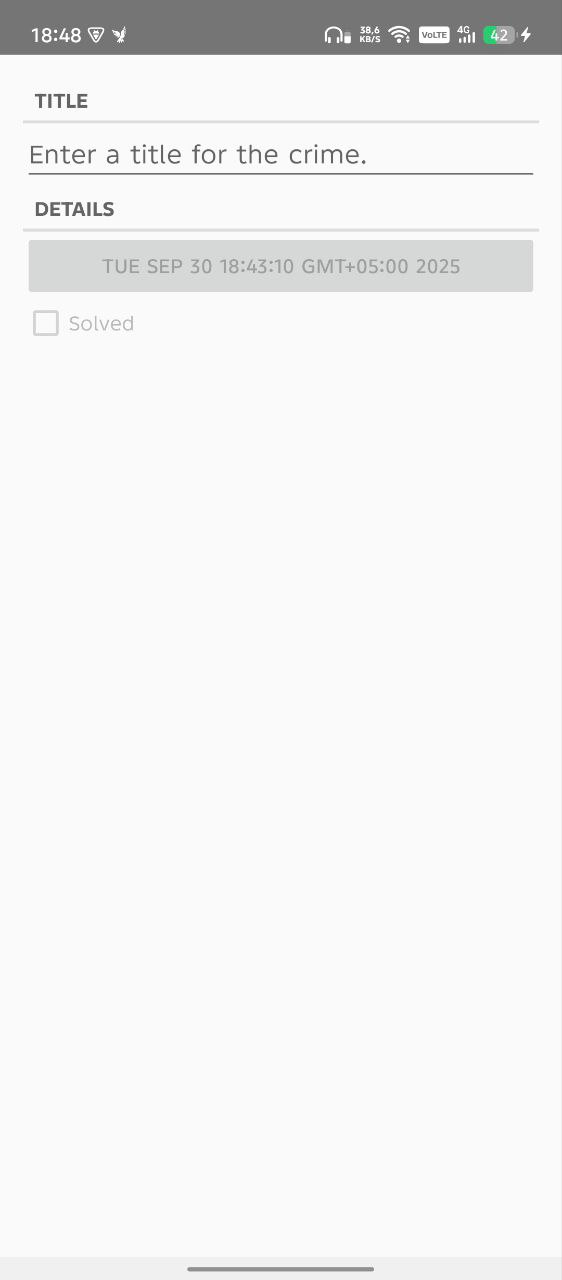 18:48 38,6 KB/S VoLTE 4G 42
TITLE
Enter a title for the crime.
DETAILS
TUE SEP 30 18:43:10 GMT+05:00 2025
Solved